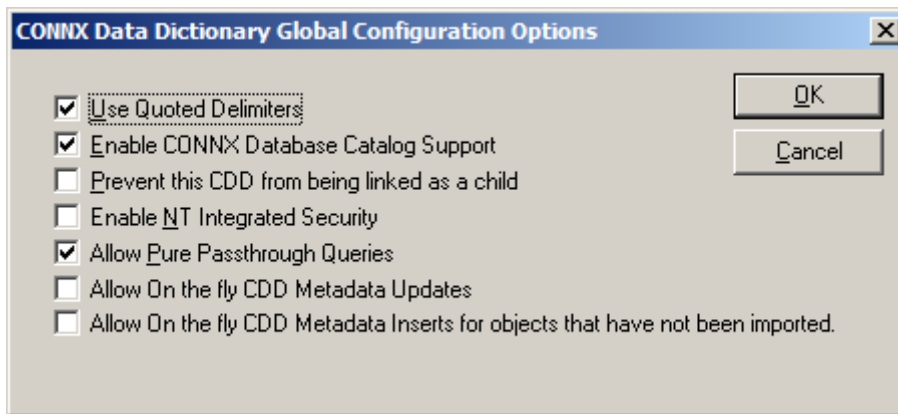 CONNX Data Dictionary Global Configuration Options
Use Quoted Delimiters
OK
Enable CONNX Database Catalog Support
Cancel
Prevent this CDD from being linked as a child
Enable NT Integrated Security
Allow Pure Passthrough Queries
Allow On the fly CDD Metadata Updates
Allow On the fly CDD Metadata Inserts for objects that have not been imported.